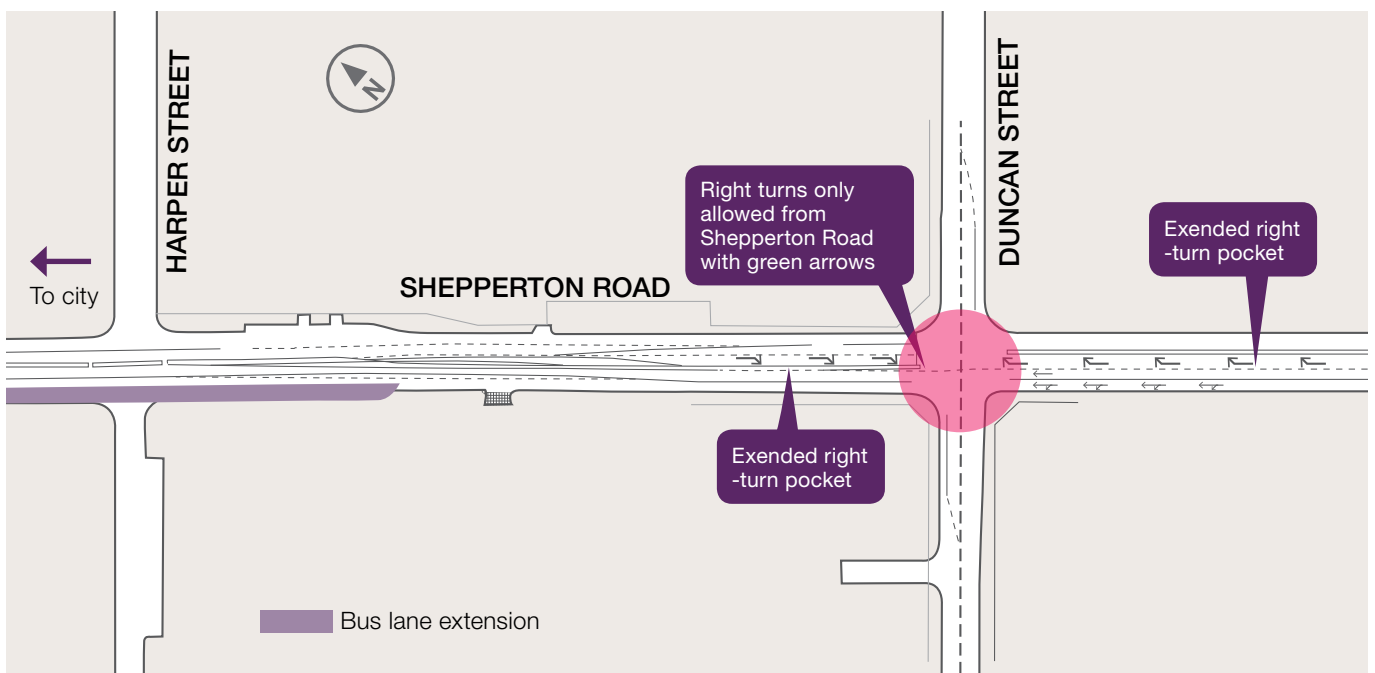 HARPER STREET
N
DUNCAN STREET
Right turns only
allowed from
Shepperton Road
with green arrows
Exended right
-turn pocket
To city
SHEPPERTON ROAD
Exended right
-turn pocket
Bus lane extension